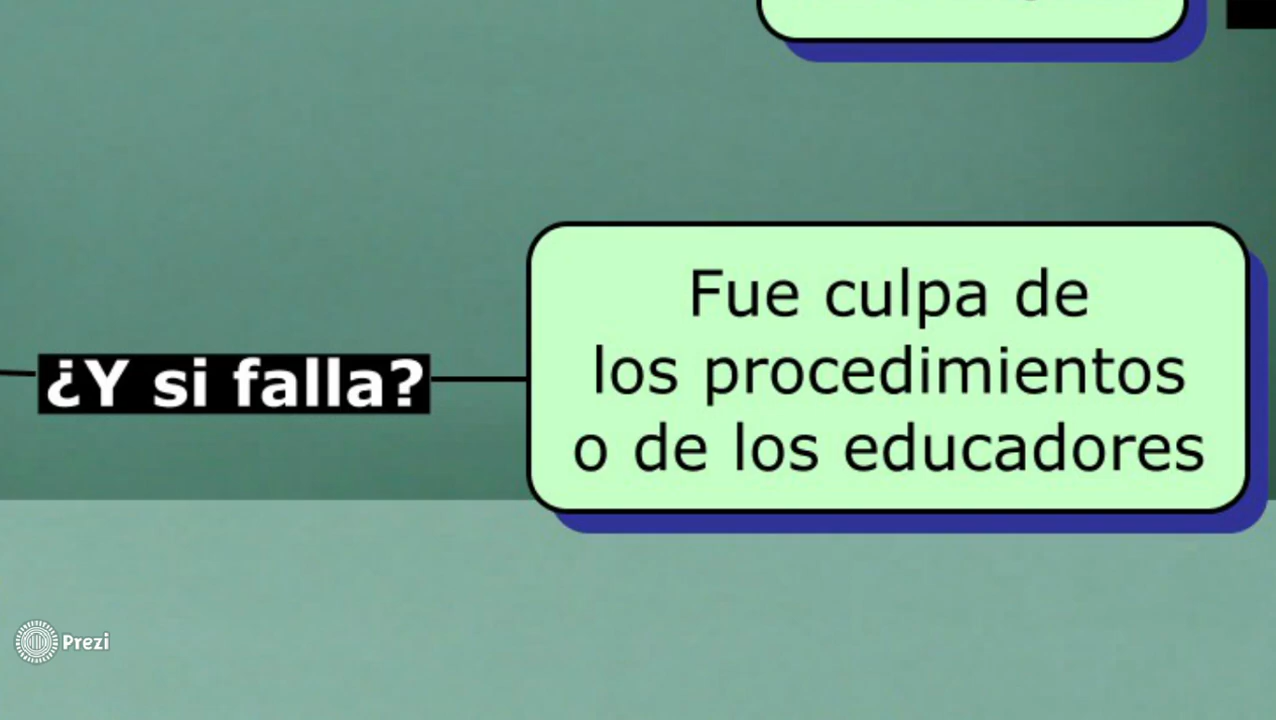 ¿Y si falla?
Fue culpa de
los procedimientos
o de los educadores
Prezi